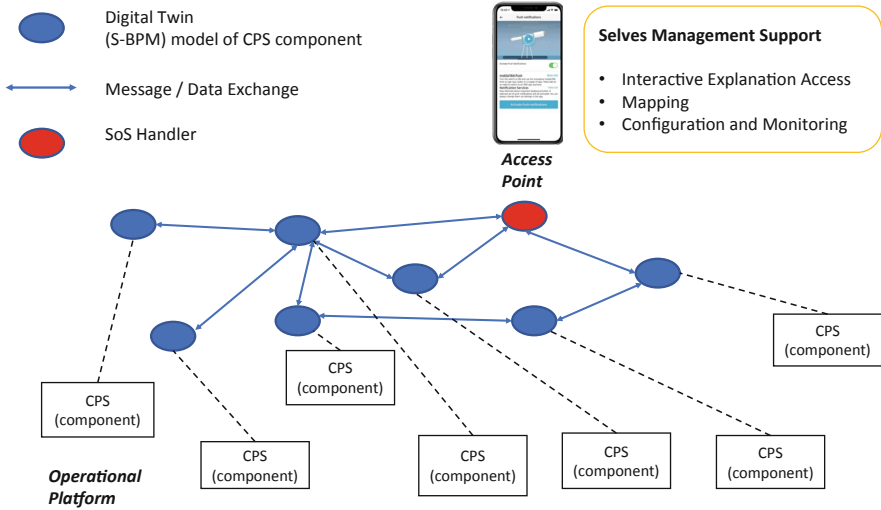 Digital Twin
(S-BPM) model of CPS component
Message / Data Exchange
SoS Handler
Push notifications
Access
Point
Selves Management Support
• Interactive Explanation Access
• Mapping
• Configuration and Monitoring
CPS
(component)
CPS
(component)
CPS
(component)
CPS
(component)
CPS
(component)
CPS
(component)
CPS
(component)
Operational
Platform